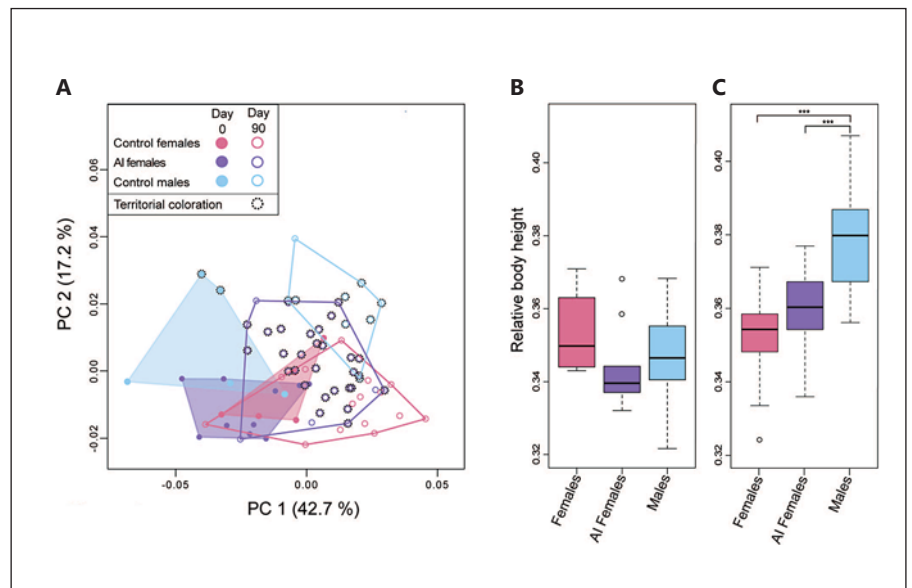 A
B
C
Day Day
0 90
Control females
AI females
Control males
Territorial coloration
PC 2 (17.2 %)
0.06
0.04
0.02
0.00
-0.02
-0.05 0.00 0.05
PC 1 (42.7 %)
Relative body height
0.40
0.38
0.36
0.34
0.32
Females
AI Females
Males
***
***
0.40
0.38
0.36
0.34
0.32
Females
AI Females
Males